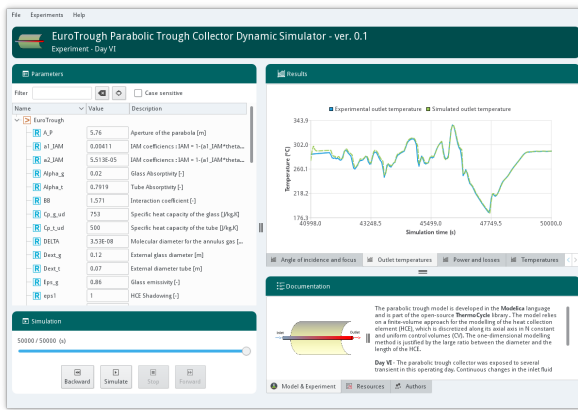 File Experiments Help
EuroTrough Parabolic Trough Collector Dynamic Simulator - ver. 0.1
Experiment - Day VI
Parameters
Filter Case sensitive
Name Value Description
EuroTrough
R A_P 5,76 Aperture of the parabola [m]
R a1_IAM 0,00411 IAM coefficients : IAM = 1-(a1_IAM*theta...
R a2_IAM 5,513E-05 IAM coefficients : IAM = 1-(a1_IAM*theta...
R Alpha_g 0,02 Glass Absorptivity [-]
R Alpha_t 0,7919 Tube Absorptivity [-]
R BB 1,571 Interaction coefficient [-]
R Cp_g_ud 753 Specific heat capacity of the glass [J/kg.K]
R Cp_t_ud 500 Specific heat capacity of the tube [J/kg.K]
R DELTA 3,53E-08 Molecular diameter for the annulus gas [...
R Dext_g 0,12 External glass diameter [m]
R Dext_t 0,07 External diameter tube [m]
R Eps_g 0,86 Glass emissivity [-]
R eps1 1 HCE Shadowing [-]
Simulation
50000 / 50000 (s)
Backward Simulate Stop Forward
Results
Experimental outlet temperature Simulated outlet temperature
Temperature (°C)
343,9
302,0
260,1
218,2
176,3
40998,0 43248,5 45499,0 47749,5 50000,0
Simulation time (s)
Angle of incidence and focus Outlet temperatures Power and losses Temperatures
Documentation
Inlet Outlet
The parabolic trough model is developed in the Modelica language
and is part of the open-source ThermoCycle library . The model relies
on a finite-volume approach for the modelling of the heat collection
element (HCE), which is discretized along its axial axis in N constant
and uniform control volumes (CV). The one-dimensional modelling
method is justified by the large ratio between the diameter and the
length of the HCE.
Day VI - The parabolic trough collector was exposed to several
transient in this operating day. Continuous changes in the inlet fluid
Model & Experiment Resources Authors